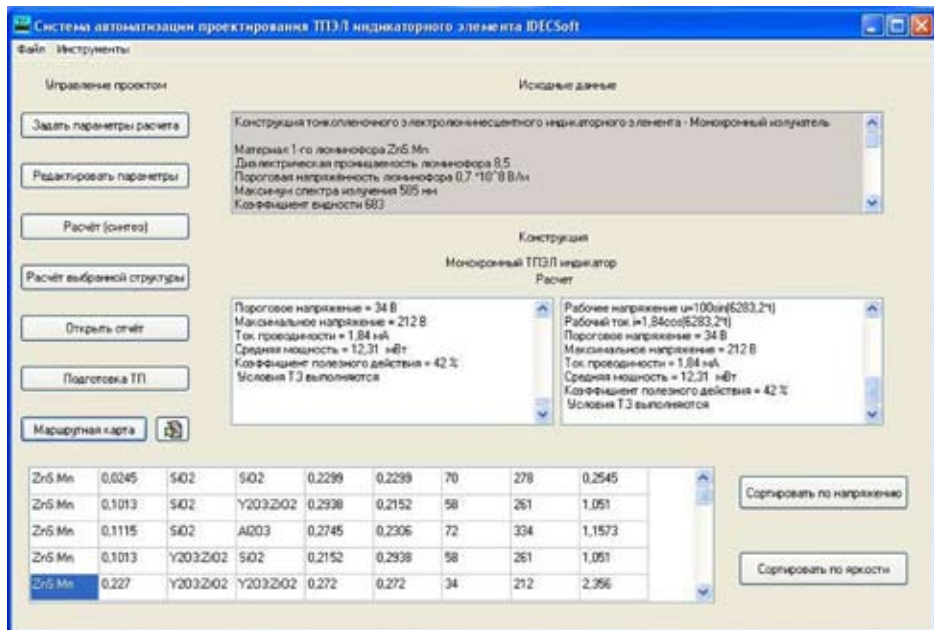 Система автоматизации проектирования ТПЭЛ индикаторного элемента IDECSoft
Файл Инструменты
Управление проектом
Исходные данные
Задать параметры расчета
Редактировать параметры
Расчёт (синтез)
Расчёт выбранной структуры
Открыть отчёт
Подготовка ТП
Маршрутная карта
Конструкция тонкопленочного электролюминесцентного индикаторного элемента - Монохромный излучатель
Материал 1-го люминофора ZnS:Mn
Диэлектрическая проницаемость люминофора 8,5
Пороговая напряжённость люминофора 0,7 *10^8 В/м
Максимум спектра излучения 585 нм
Коэффициент видности 683
Конструкция
Монохромный ТПЭЛ индикатор
Расчет
Пороговое напряжение = 34 В
Максимальное напряжение = 212 В
Ток проводимости = 1,84 мА
Средняя мощность = 12,31 мВт
Коэффициент полезного действия = 42 %
Условия ТЗ выполняются
Рабочее напряжение u=100sin(6283,2*t)
Рабочий ток i=1,84cos(6283,2*t)
Пороговое напряжение = 34 В
Максимальное напряжение = 212 В
Ток проводимости = 1,84 мА
Средняя мощность = 12,31 мВт
Коэффициент полезного действия = 42 %
Условия ТЗ выполняются
ZnS:Mn 0,0245 SiO2 SiO2 0,2299 0,2299 70 278 0,2545
ZnS:Mn 0,1013 SiO2 Y2O3:ZiO2 0,2938 0,2152 58 261 1,051
ZnS:Mn 0,1115 SiO2 Al2O3 0,2745 0,2306 72 334 1,1573
ZnS:Mn 0,1013 Y2O3:ZiO2 SiO2 0,2152 0,2938 58 261 1,051
ZnS:Mn 0,227 Y2O3:ZiO2 Y2O3:ZiO2 0,272 0,272 34 212 2,356
Сортировать по напряжению
Сортировать по яркости